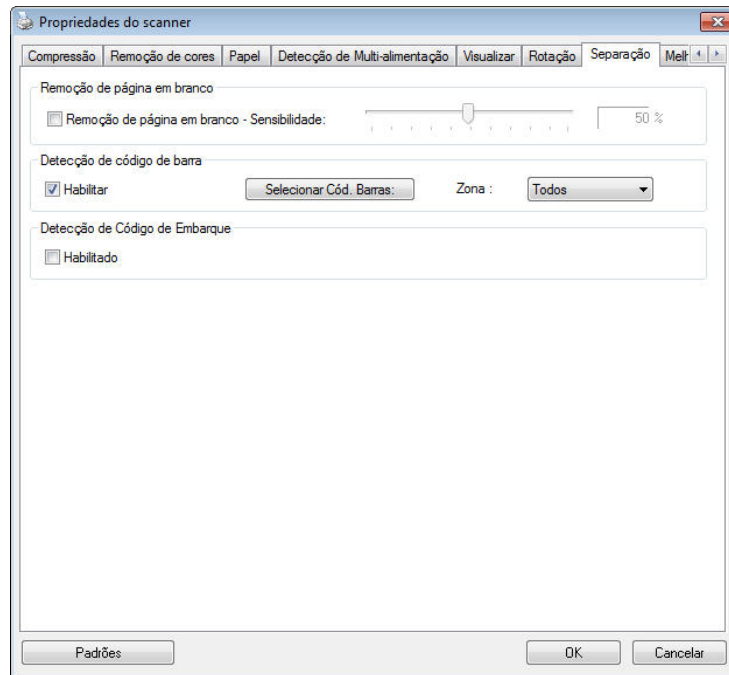 Propriedades do scanner
Compressão Remoção de cores Papel Detecção de Multi-alimentação Visualizar Rotação Separação Melh
Remoção de página em branco
Remoção de página em branco - Sensibilidade: 50 %
Detecção de código de barra
Habilitar Selecionar Cód. Barras: Zona : Todos
Detecção de Código de Embarque
Habilitado
Padrões OK Cancelar